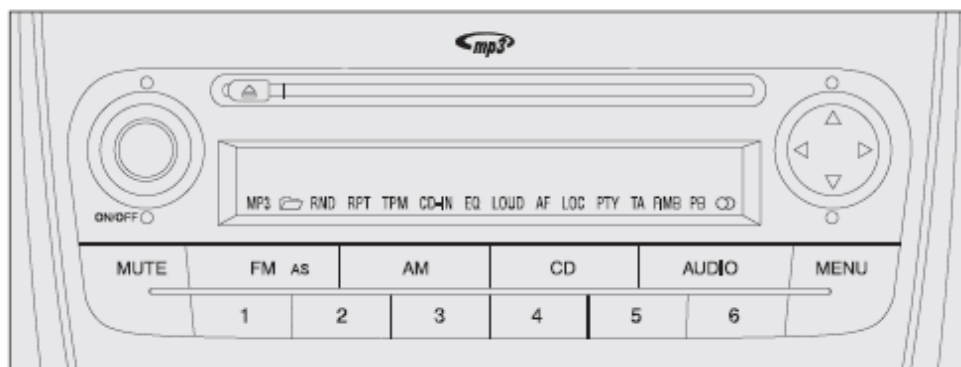 mp3
MP3 RND RPT TPM CD-IN EQ LOUD AF LOC PTY TA RMB PB
ON/OFF
MUTE FM AS AM CD AUDIO MENU
1 2 3 4 5 6